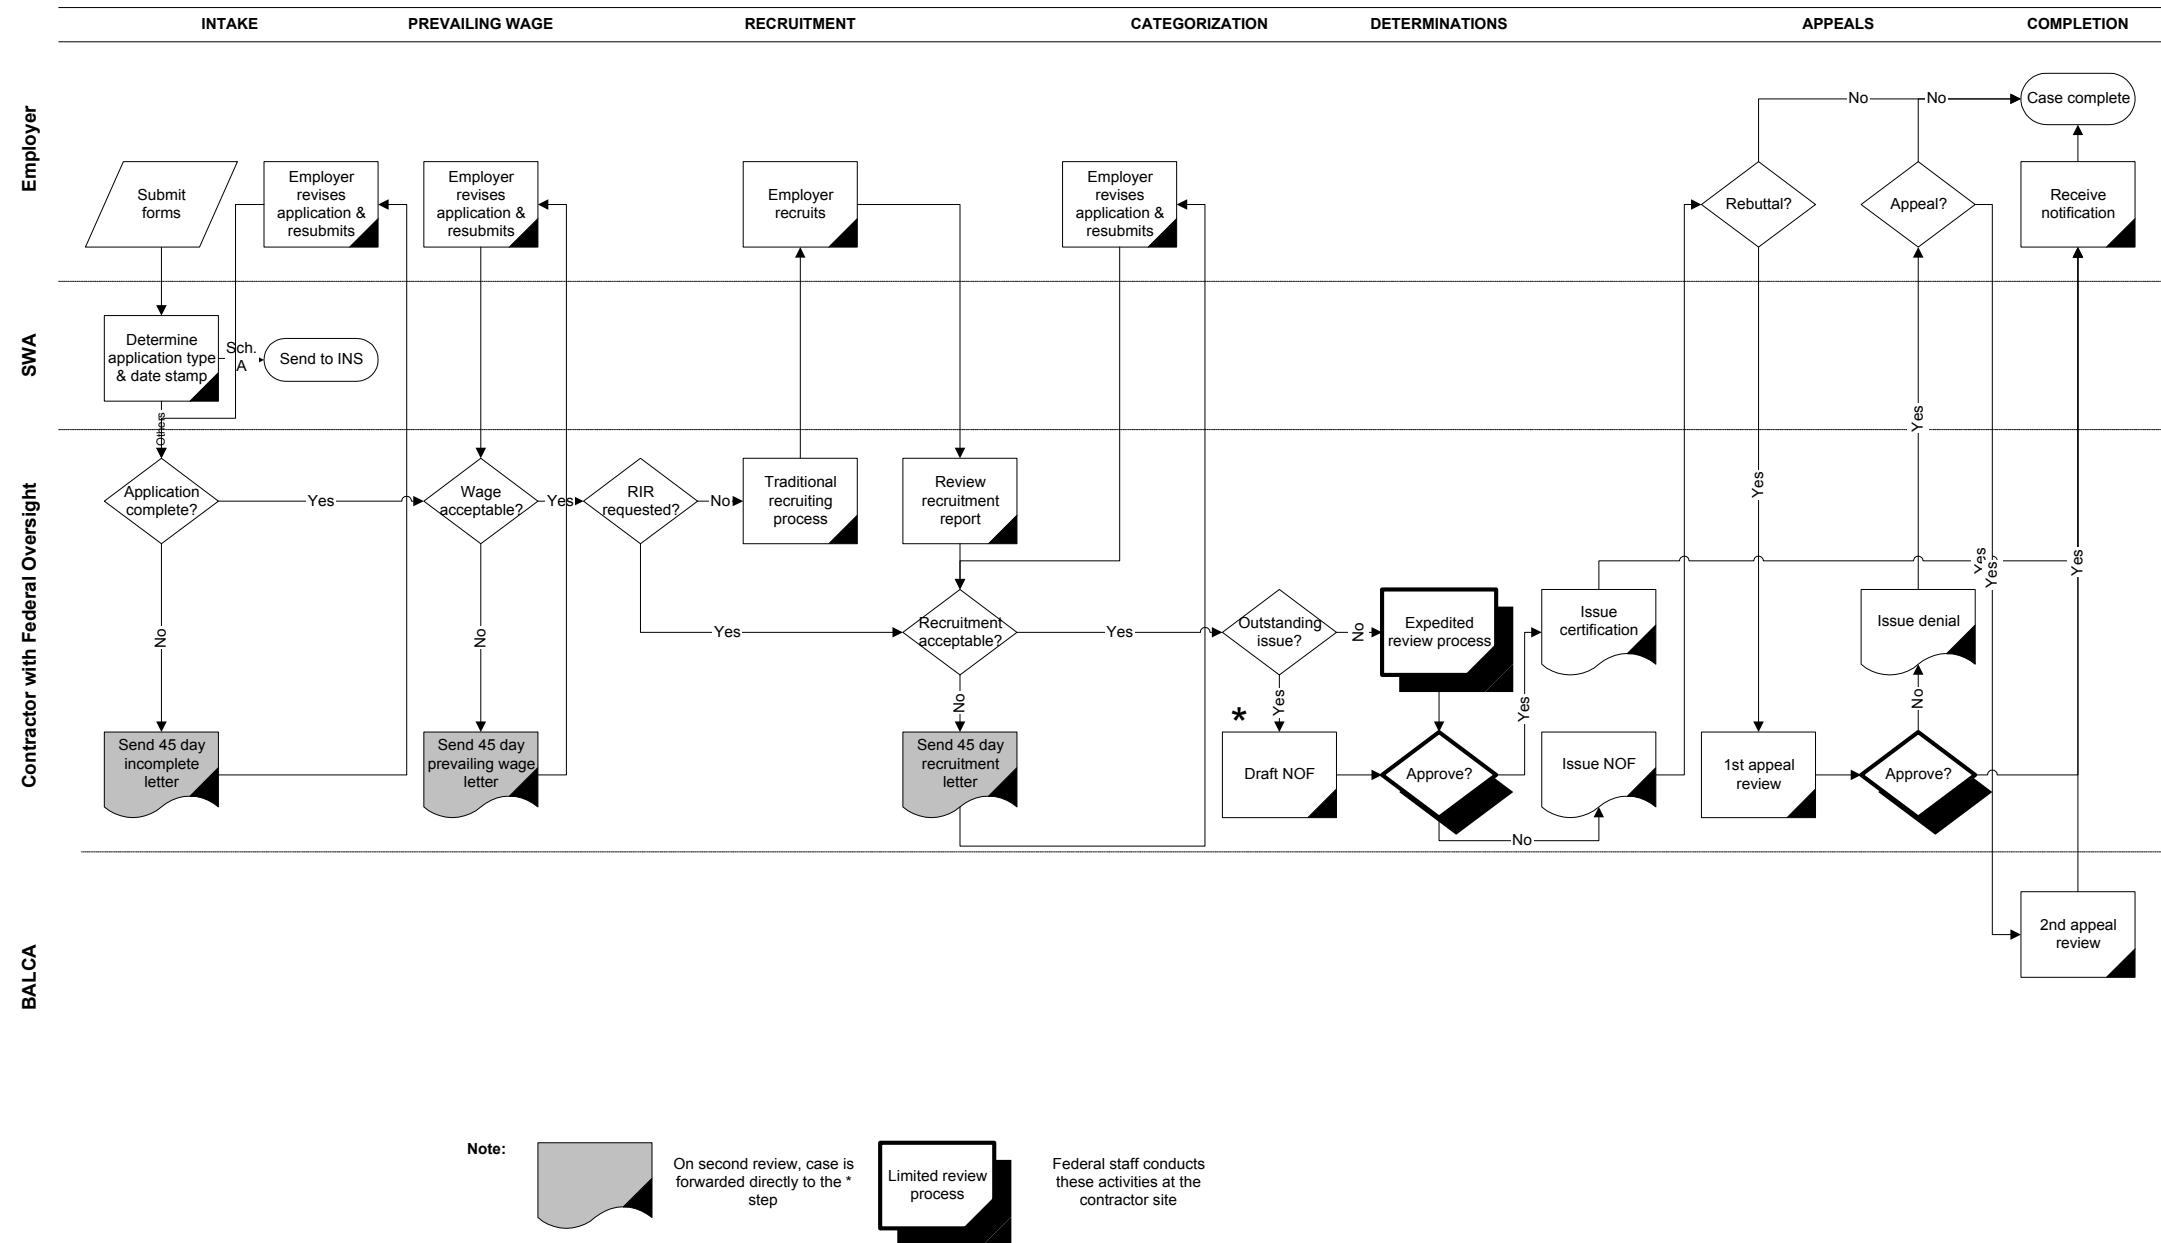 INTAKE
PREVAILING WAGE
RECRUITMENT
CATEGORIZATION
DETERMINATIONS
APPEALS
COMPLETION
Employer
Submit
forms
Employer
revises
application &
resubmits
Employer
revises
application &
resubmits
Employer
recruits
Employer
revises
application &
resubmits
Rebuttal?
No
Appeal?
No
Case complete
Receive
notification
SWA
Determine
application type
& date stamp
Sch.
A
Send to INS
Others
Yes
Contractor with Federal Oversight
Application
complete?
Yes
Wage
acceptable?
Yes
RIR
requested?
No
Traditional
recruiting
process
Review
recruitment
report
Yes
Yes
Yes
Yes
No
No
Yes
Recruitment
acceptable?
Yes
Outstanding
issue?
No
Expedited
review process
Issue
certification
Issue denial
No
Yes
Yes
No
*
Send 45 day
incomplete
letter
Send 45 day
prevailing wage
letter
Send 45 day
recruitment
letter
Draft NOF
Approve?
Issue NOF
No
1st appeal
review
Approve?
BALCA
2nd appeal
review
Note:
On second review, case is
forwarded directly to the *
step
Limited review
process
Federal staff conducts
these activities at the
contractor site